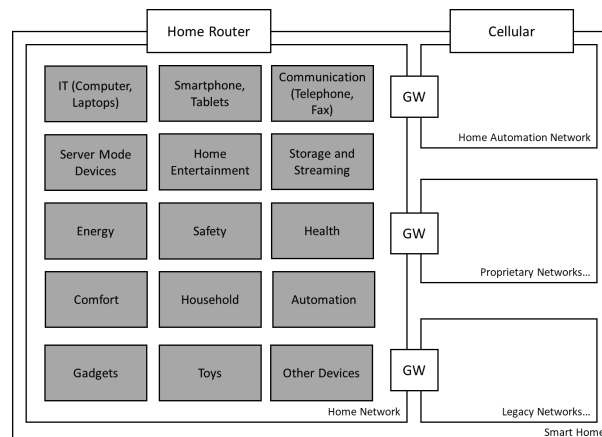 Home Router
Cellular
IT (Computer,
Laptops)
Smartphone,
Tablets
Communication
(Telephone,
Fax)
GW
Home Automation Network
Server Mode
Devices
Home
Entertainment
Storage and
Streaming
Energy
Safety
Health
GW
Proprietary Networks...
Comfort
Household
Automation
Gadgets
Toys
Other Devices
GW
Home Network
Legacy Networks...
Smart Home